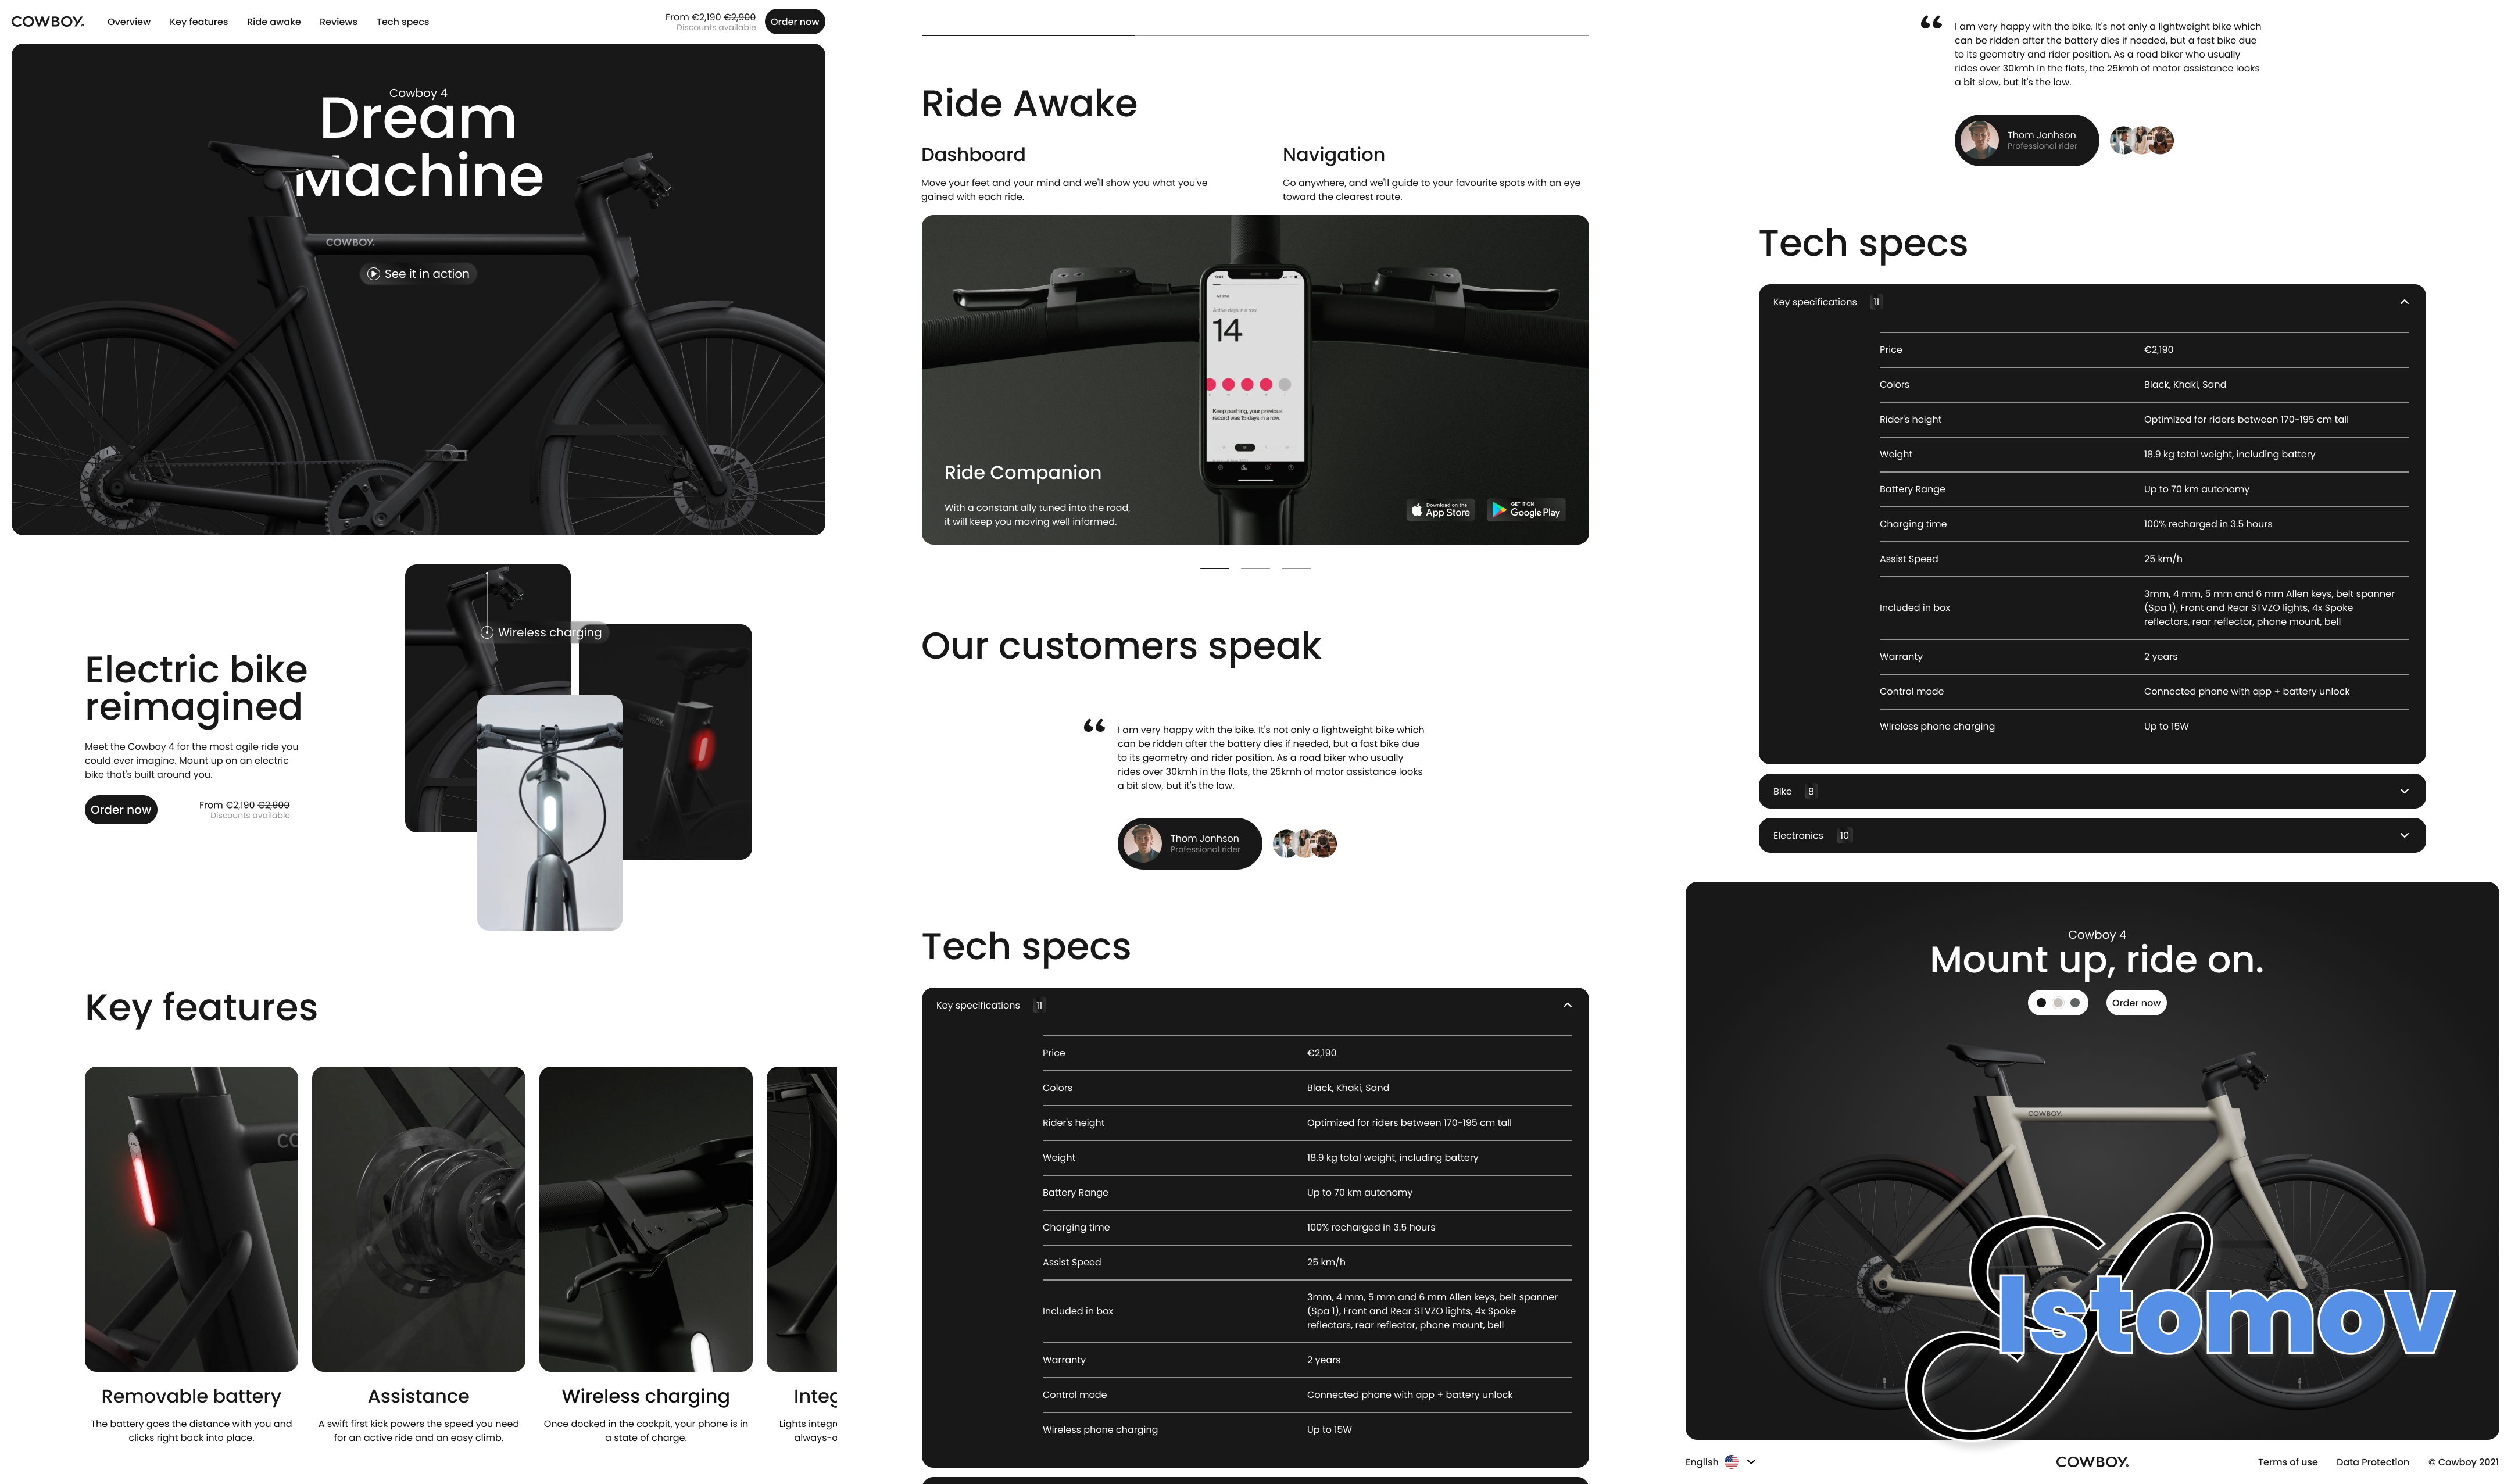 COWBOY.
Overview
Key features
Ride awake
Reviews
Tech specs
From €2,190 €2,900
Discounts available
Order now
Cowboy 4
Dream
Machine
COWBOY.
See it in action
Wireless charging
COWBOY.
Electric bike
reimagined
Meet the Cowboy 4 for the most agile ride you
could ever imagine. Mount up on an electric
bike that's built around you.
Order now
From €2,190 €2,900
Discounts available
Key features
CO
Removable battery
The battery goes the distance with you and
clicks right back into place.
Assistance
A swift first kick powers the speed you need
for an active ride and an easy climb.
Wireless charging
Once docked in the cockpit, your phone is in
a state of charge.
Integ
Lights integr
always-o
Ride Awake
Dashboard
Move your feet and your mind and we'll show you what you've
gained with each ride.
Navigation
Go anywhere, and we'll guide to your favourite spots with an eye
toward the clearest route.
9:41
All time
Active days in a row
14
Keep pushing, your previous
record was 15 days in a row.
Ride Companion
With a constant ally tuned into the road,
it will keep you moving well informed.
Download on the
App Store
GET IT ON
Google Play
Our customers speak
“
I am very happy with the bike. It's not only a lightweight bike which
can be ridden after the battery dies if needed, but a fast bike due
to its geometry and rider position. As a road biker who usually
rides over 30kmh in the flats, the 25kmh of motor assistance looks
a bit slow, but it's the law.
Thom Jonhson
Professional rider
Tech specs
Key specifications 11
Price €2,190
Colors Black, Khaki, Sand
Rider's height Optimized for riders between 170-195 cm tall
Weight 18.9 kg total weight, including battery
Battery Range Up to 70 km autonomy
Charging time 100% recharged in 3.5 hours
Assist Speed 25 km/h
Included in box 3mm, 4 mm, 5 mm and 6 mm Allen keys, belt spanner
(Spa 1), Front and Rear STVZO lights, 4x Spoke
reflectors, rear reflector, phone mount, bell
Warranty 2 years
Control mode Connected phone with app + battery unlock
Wireless phone charging Up to 15W
“
I am very happy with the bike. It's not only a lightweight bike which
can be ridden after the battery dies if needed, but a fast bike due
to its geometry and rider position. As a road biker who usually
rides over 30kmh in the flats, the 25kmh of motor assistance looks
a bit slow, but it's the law.
Thom Jonhson
Professional rider
Tech specs
Key specifications 11
Price €2,190
Colors Black, Khaki, Sand
Rider's height Optimized for riders between 170-195 cm tall
Weight 18.9 kg total weight, including battery
Battery Range Up to 70 km autonomy
Charging time 100% recharged in 3.5 hours
Assist Speed 25 km/h
Included in box 3mm, 4 mm, 5 mm and 6 mm Allen keys, belt spanner
(Spa 1), Front and Rear STVZO lights, 4x Spoke
reflectors, rear reflector, phone mount, bell
Warranty 2 years
Control mode Connected phone with app + battery unlock
Wireless phone charging Up to 15W
Bike 8
Electronics 10
Cowboy 4
Mount up, ride on.
Order now
COWBOY.
Istomov
English
COWBOY.
Terms of use
Data Protection
© Cowboy 2021